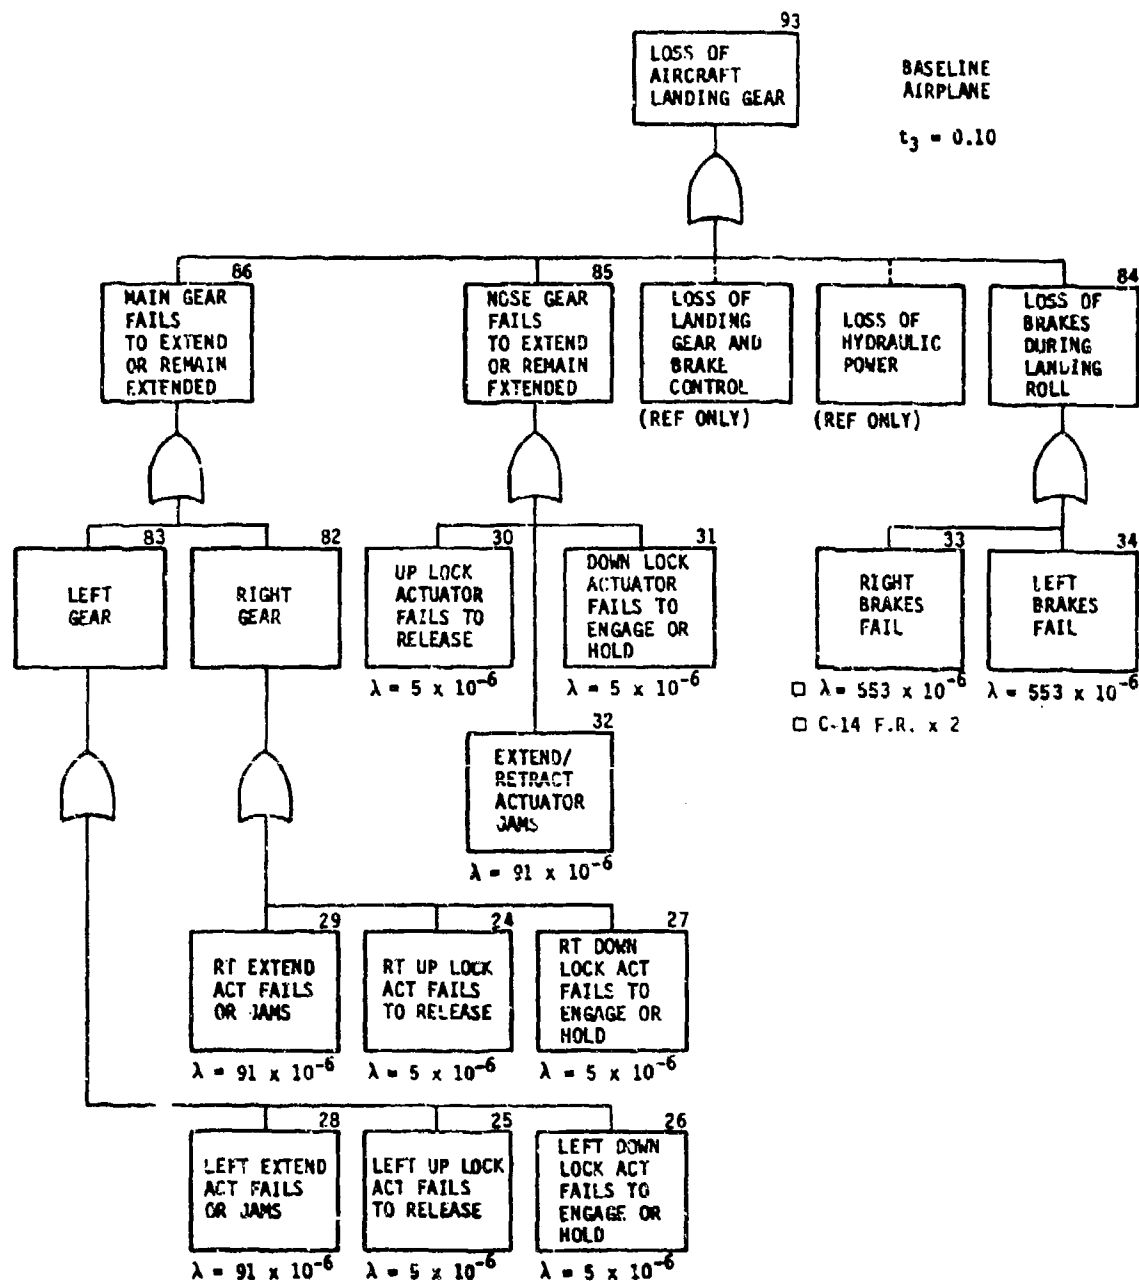 93
LOSS OF
AIRCRAFT
LANDING GEAR
BASELINE
AIRPLANE
t₃ = 0.10
86
MAIN GEAR
FAILS
TO EXTEND
OR REMAIN
EXTENDED
85
NOSE GEAR
FAILS
TO EXTEND
OR REMAIN
EXTENDED
LOSS OF
LANDING
GEAR AND
BRAKE
CONTROL
(REF ONLY)
LOSS OF
HYDRAULIC
POWER
(REF ONLY)
84
LOSS OF
BRAKES
DURING
LANDING
ROLL
83
LEFT
GEAR
82
RIGHT
GEAR
30
UP LOCK
ACTUATOR
FAILS TO
RELEASE
λ = 5 x 10⁻⁶
31
DOWN LOCK
ACTUATOR
FAILS TO
ENGAGE OR
HOLD
λ = 5 x 10⁻⁶
33
RIGHT
BRAKES
FAIL
□ λ = 553 x 10⁻⁶
□ C-14 F.R. x 2
34
LEFT
BRAKES
FAIL
λ = 553 x 10⁻⁶
32
EXTEND/
RETRACT
ACTUATOR
JAMS
λ = 91 x 10⁻⁶
29
RT EXTEND
ACT FAILS
OR JAMS
λ = 91 x 10⁻⁶
24
RT UP LOCK
ACT FAILS
TO RELEASE
λ = 5 x 10⁻⁶
27
RT DOWN
LOCK ACT
FAILS TO
ENGAGE OR
HOLD
λ = 5 x 10⁻⁶
28
LEFT EXTEND
ACT FAILS
OR JAMS
λ = 91 x 10⁻⁶
25
LEFT UP LOCK
ACT FAILS
TO RELEASE
λ = 5 x 10⁻⁶
26
LEFT DOWN
LOCK ACT
FAILS TO
ENGAGE OR
HOLD
λ = 5 x 10⁻⁶